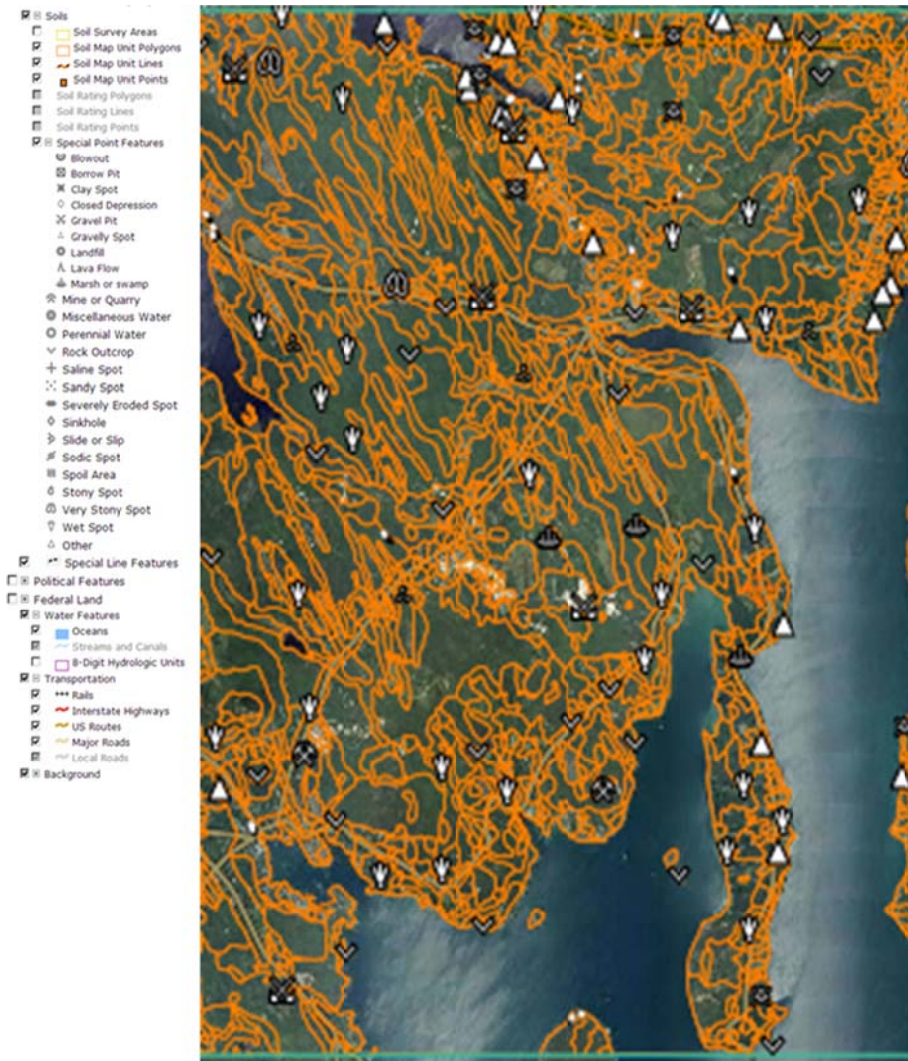 Soils
Soil Survey Areas
Soil Map Unit Polygons
Soil Map Unit Lines
Soil Map Unit Points
Soil Rating Polygons
Soil Rating Lines
Soil Rating Points
Special Point Features
Blowout
Borrow Pit
Clay Spot
Closed Depression
Gravel Pit
Gravelly Spot
Landfill
Lava Flow
Marsh or swamp
Mine or Quarry
Miscellaneous Water
Perennial Water
Rock Outcrop
Saline Spot
Sandy Spot
Severely Eroded Spot
Sinkhole
Slide or Slip
Sodic Spot
Spoil Area
Stony Spot
Very Stony Spot
Wet Spot
Other
Special Line Features
Political Features
Federal Land
Water Features
Oceans
Streams and Canals
8-Digit Hydrologic Units
Transportation
Rails
Interstate Highways
US Routes
Major Roads
Local Roads
Background